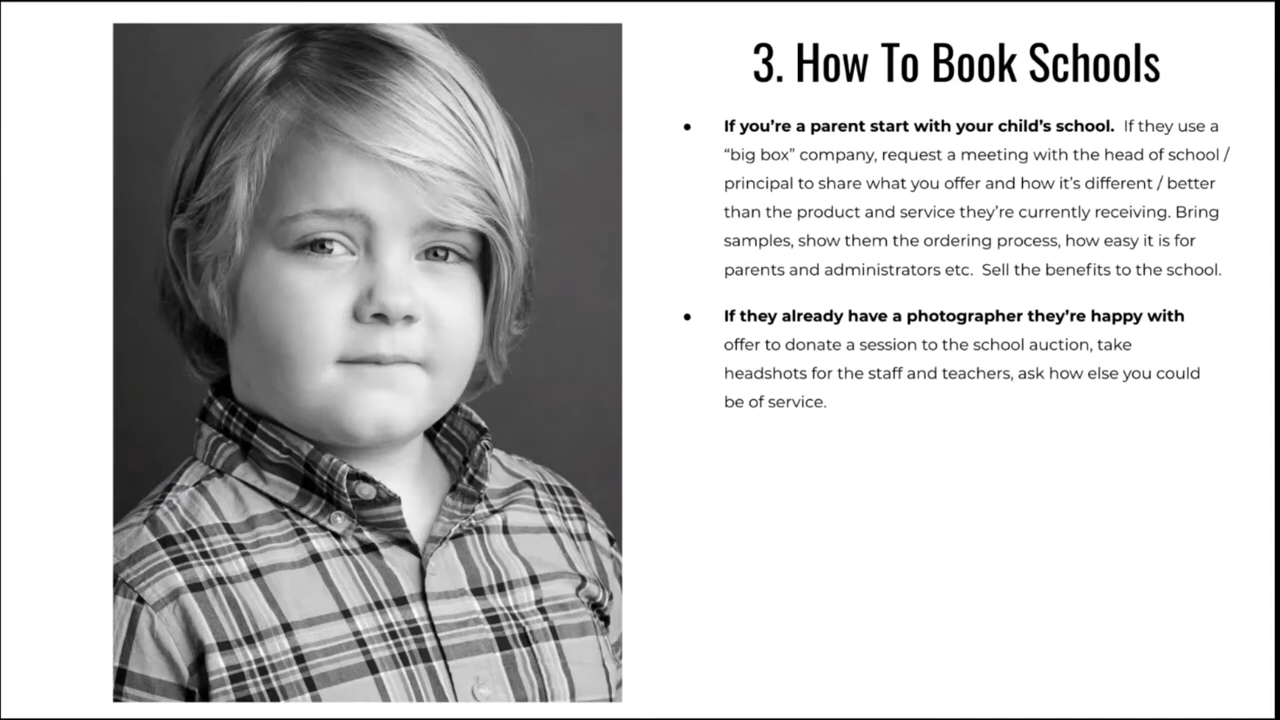 3. How To Book Schools
● If you’re a parent start with your child’s school. If they use a
“big box” company, request a meeting with the head of school /
principal to share what you offer and how it’s different / better
than the product and service they’re currently receiving. Bring
samples, show them the ordering process, how easy it is for
parents and administrators etc. Sell the benefits to the school.
● If they already have a photographer they’re happy with
offer to donate a session to the school auction, take
headshots for the staff and teachers, ask how else you could
be of service.